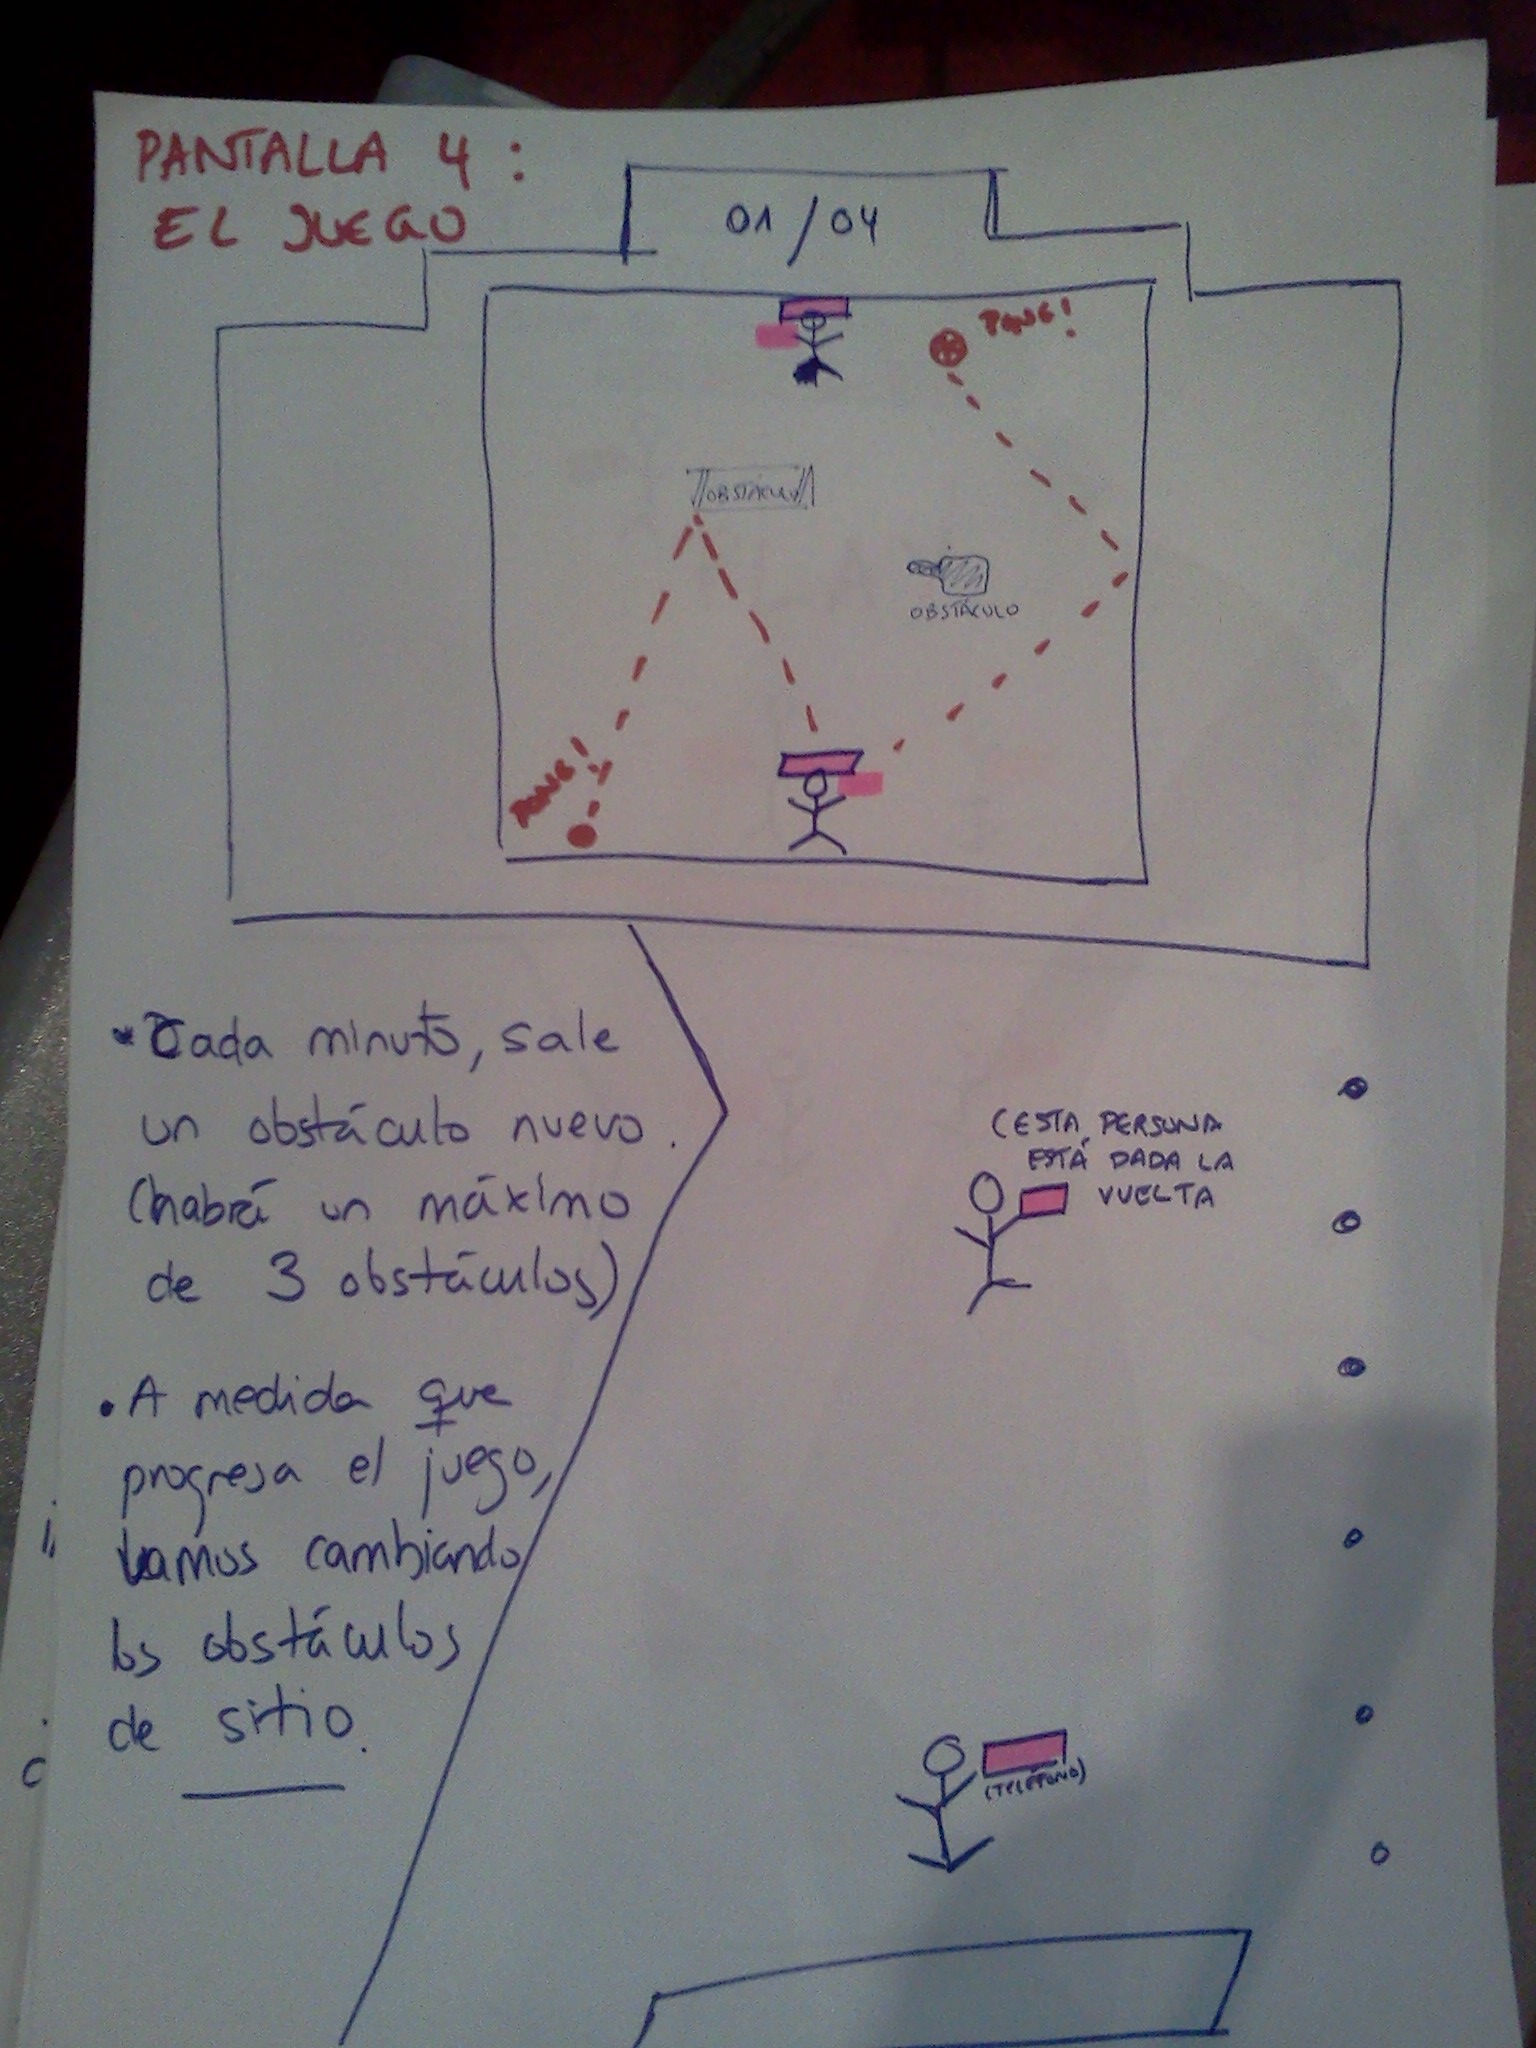 PANTALLA 4 :
EL JUEGO
01 / 04
PONG!
OBSTÁCULO
OBSTÁCULO
PONG!
• Cada minuto, sale
un obstáculo nuevo.
(habrá un máximo
de 3 obstáculos)
• A medida que
progresa el juego,
vamos cambiando
los obstáculos
de sitio.
(ESTA PERSONA
ESTÁ DADA LA
VUELTA
(TELÉFONO)